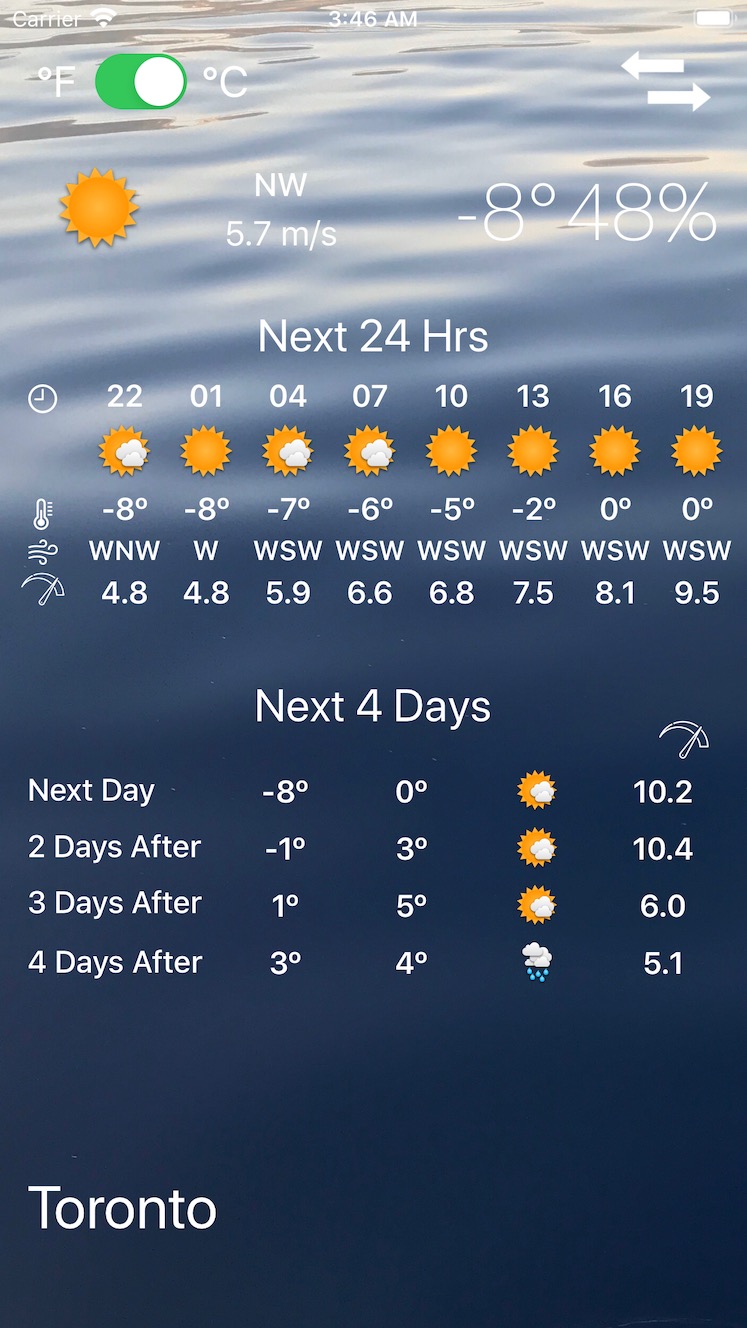 Carrier 3:46 AM
°F °C
NW
5.7 m/s
-8° 48%
Next 24 Hrs
22 01 04 07 10 13 16 19
-8º -8º -7º -6º -5º -2º 0º 0º
WNW W WSW WSW WSW WSW WSW WSW
4.8 4.8 5.9 6.6 6.8 7.5 8.1 9.5
Next 4 Days
Next Day -8º 0º 10.2
2 Days After -1º 3º 10.4
3 Days After 1º 5º 6.0
4 Days After 3º 4º 5.1
Toronto